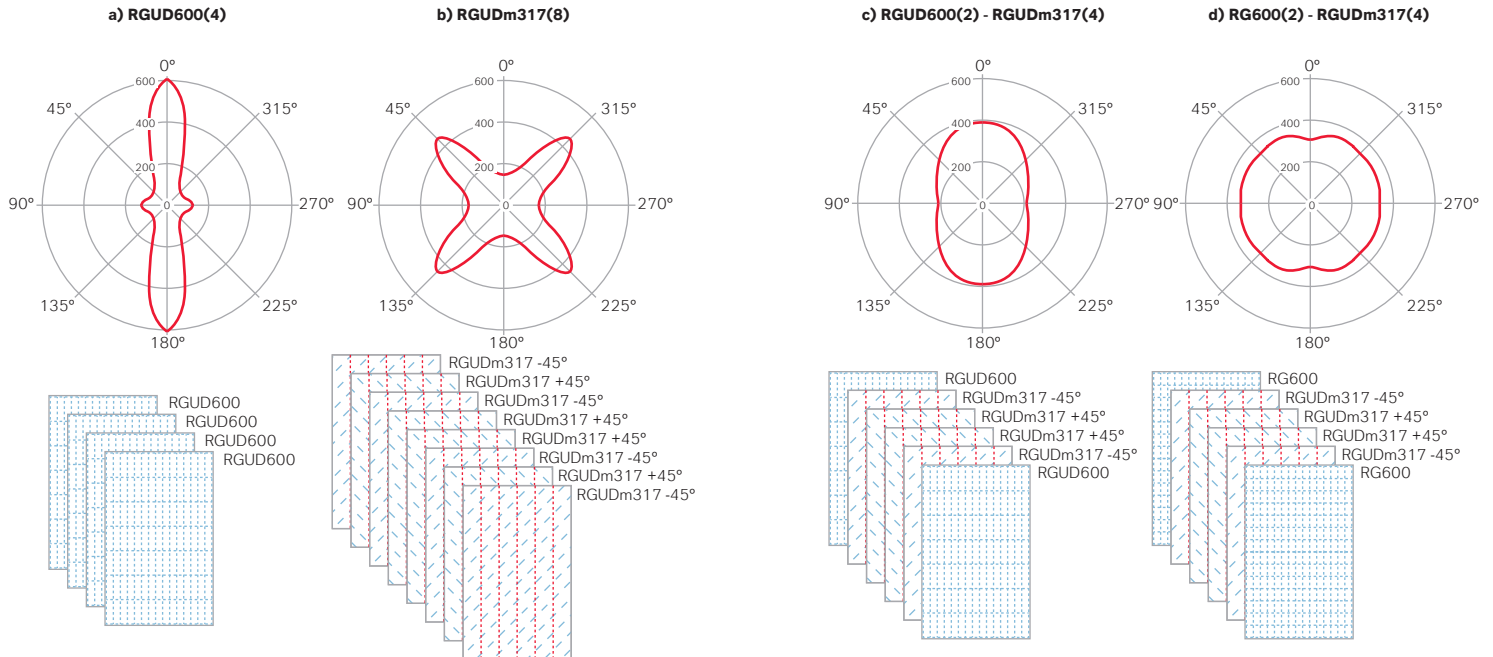 a) RGUD600(4)
0°
45°
315°
600
400
200
0
90°
270°
135°
225°
180°
RGUD600
RGUD600
RGUD600
RGUD600
b) RGUDm317(8)
0°
45°
315°
600
400
200
0
90°
270°
135°
225°
180°
RGUDm317 -45°
RGUDm317 +45°
RGUDm317 -45°
RGUDm317 +45°
RGUDm317 +45°
RGUDm317 -45°
RGUDm317 +45°
RGUDm317 -45°
c) RGUD600(2) - RGUDm317(4)
0°
45°
315°
600
400
200
0
90°
270°
135°
225°
180°
RGUD600
RGUDm317 -45°
RGUDm317 +45°
RGUDm317 +45°
RGUDm317 -45°
RGUD600
d) RG600(2) - RGUDm317(4)
0°
45°
315°
600
400
200
0
90°
270°
135°
225°
180°
RG600
RGUDm317 -45°
RGUDm317 +45°
RGUDm317 +45°
RGUDm317 -45°
RG600